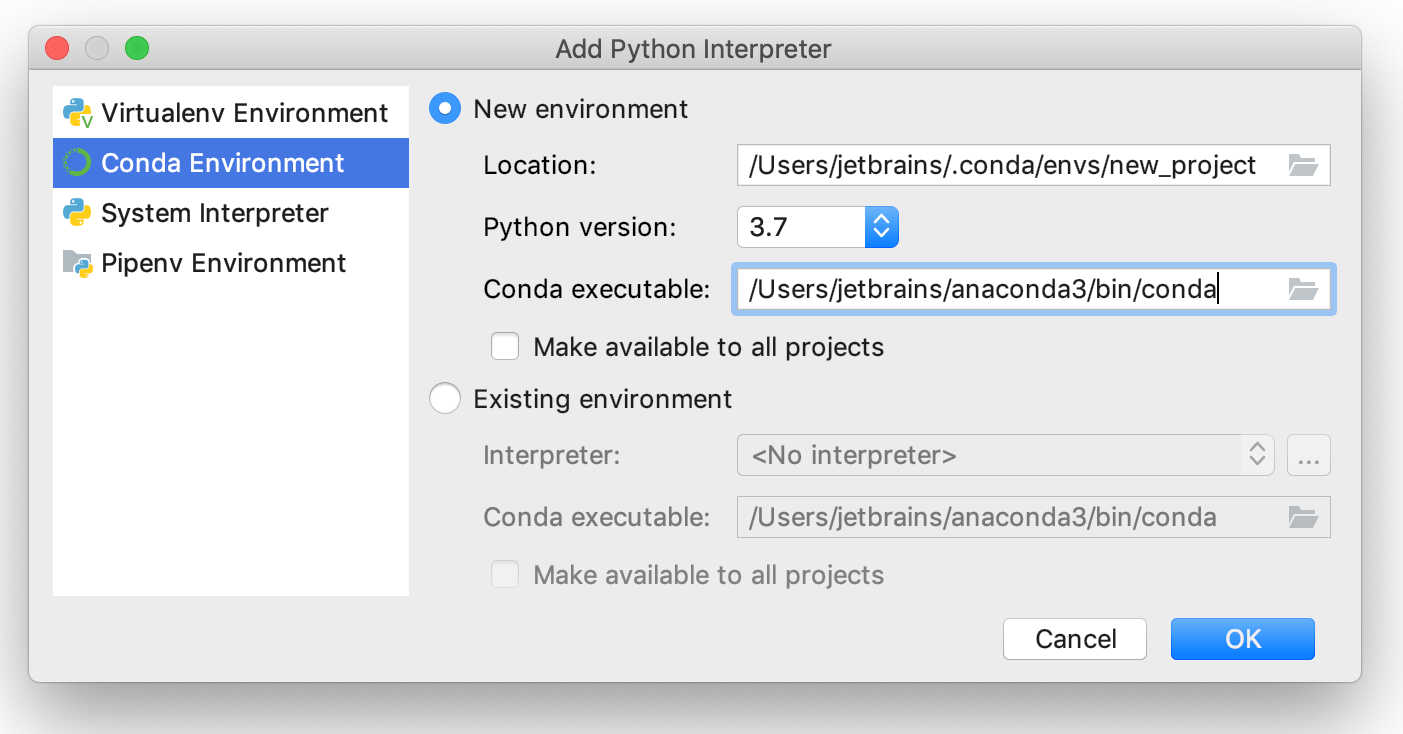 Add Python Interpreter
Virtualenv Environment
Conda Environment
System Interpreter
Pipenv Environment
New environment
Location: /Users/jetbrains/.conda/envs/new_project
Python version: 3.7
Conda executable: /Users/jetbrains/anaconda3/bin/conda
Make available to all projects
Existing environment
Interpreter: <No interpreter> ...
Conda executable: /Users/jetbrains/anaconda3/bin/conda
Make available to all projects
Cancel OK